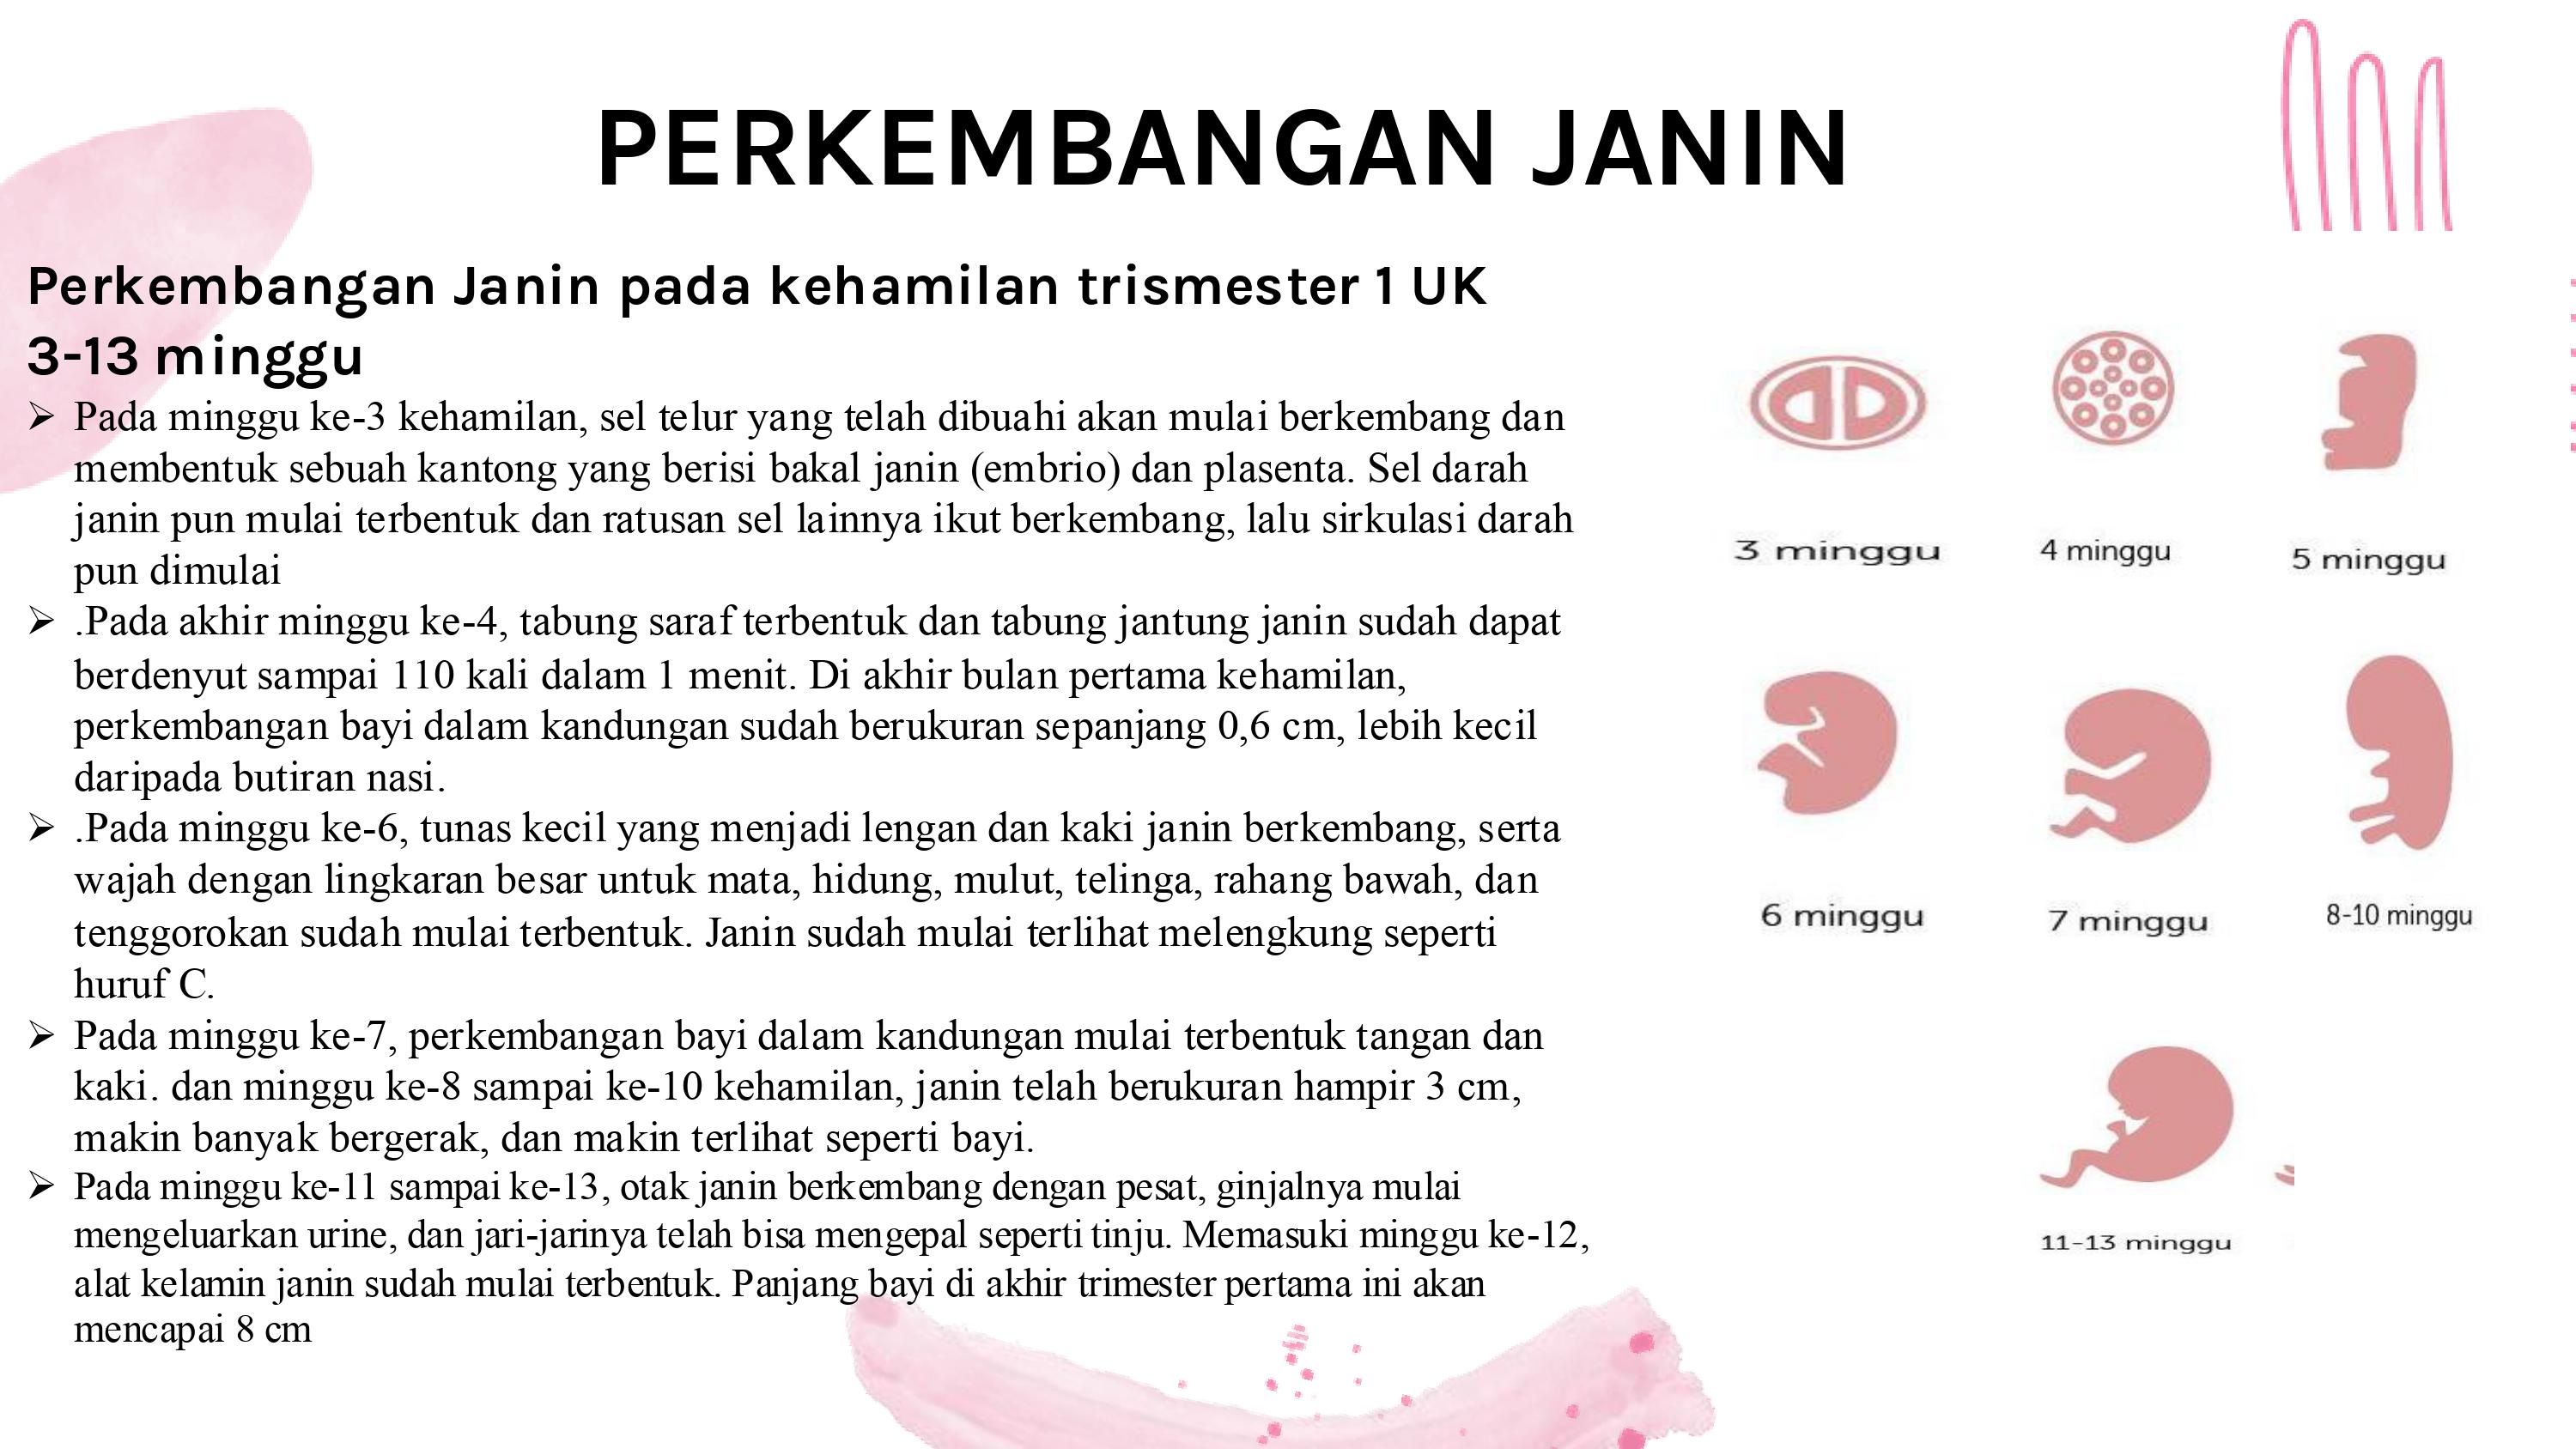 PERKEMBANGAN JANIN
Perkembangan Janin pada kehamilan trismester 1 UK
3-13 minggu
➢ Pada minggu ke-3 kehamilan, sel telur yang telah dibuahi akan mulai berkembang dan
membentuk sebuah kantong yang berisi bakal janin (embrio) dan plasenta. Sel darah
janin pun mulai terbentuk dan ratusan sel lainnya ikut berkembang, lalu sirkulasi darah
pun dimulai
➢ .Pada akhir minggu ke-4, tabung saraf terbentuk dan tabung jantung janin sudah dapat
berdenyut sampai 110 kali dalam 1 menit. Di akhir bulan pertama kehamilan,
perkembangan bayi dalam kandungan sudah berukuran sepanjang 0,6 cm, lebih kecil
daripada butiran nasi.
➢ .Pada minggu ke-6, tunas kecil yang menjadi lengan dan kaki janin berkembang, serta
wajah dengan lingkaran besar untuk mata, hidung, mulut, telinga, rahang bawah, dan
tenggorokan sudah mulai terbentuk. Janin sudah mulai terlihat melengkung seperti
huruf C.
➢ Pada minggu ke-7, perkembangan bayi dalam kandungan mulai terbentuk tangan dan
kaki. dan minggu ke-8 sampai ke-10 kehamilan, janin telah berukuran hampir 3 cm,
makin banyak bergerak, dan makin terlihat seperti bayi.
➢ Pada minggu ke-11 sampai ke-13, otak janin berkembang dengan pesat, ginjalnya mulai
mengeluarkan urine, dan jari-jarinya telah bisa mengepal seperti tinju. Memasuki minggu ke-12,
alat kelamin janin sudah mulai terbentuk. Panjang bayi di akhir trimester pertama ini akan
mencapai 8 cm
3 minggu
4 minggu
5 minggu
6 minggu
7 minggu
8-10 minggu
11-13 minggu